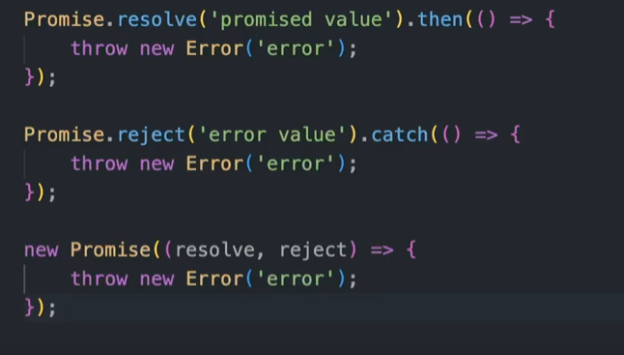 Promise.resolve('promised value').then(() => {
    throw new Error('error');
});

Promise.reject('error value').catch(() => {
    throw new Error('error');
});

new Promise((resolve, reject) => {
    throw new Error('error');
});